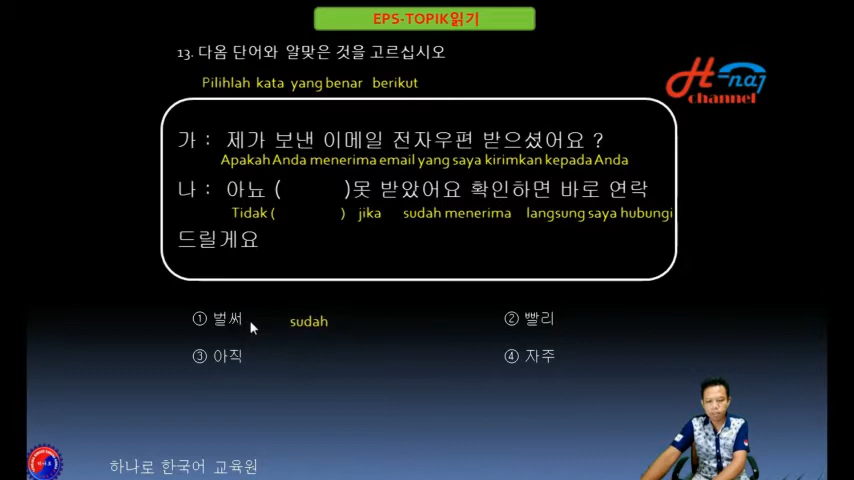 EPS-TOPIK읽기
13. 다음 단어와 알맞은 것을 고르십시오
Pilihlah kata yang benar berikut
H-naj
channel
가 : 제가 보낸 이메일 전자우편 받으셨어요 ?
Apakah Anda menerima email yang saya kirimkan kepada Anda
나 : 아뇨 ( )못 받았어요 확인하면 바로 연락
Tidak ( ) jika sudah menerima langsung saya hubungi
드릴게요
① 벌써 sudah ② 빨리
③ 아직 ④ 자주
하나로 한국어 교육원